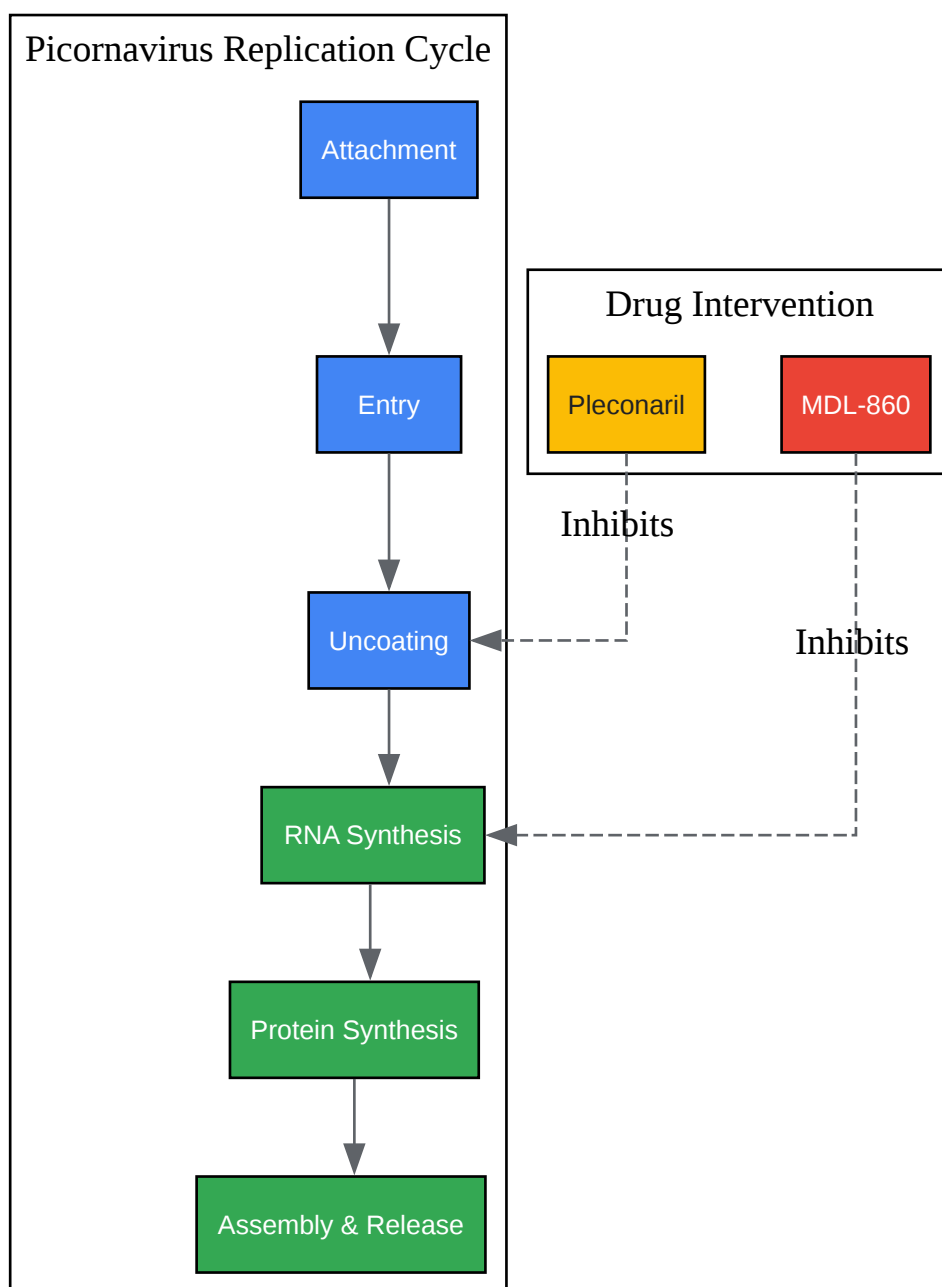 Picornavirus Replication Cycle
Attachment
Drug Intervention
Entry
Pleconaril
MDL-860
Inhibits
Uncoating
Inhibits
RNA Synthesis
Protein Synthesis
Assembly & Release